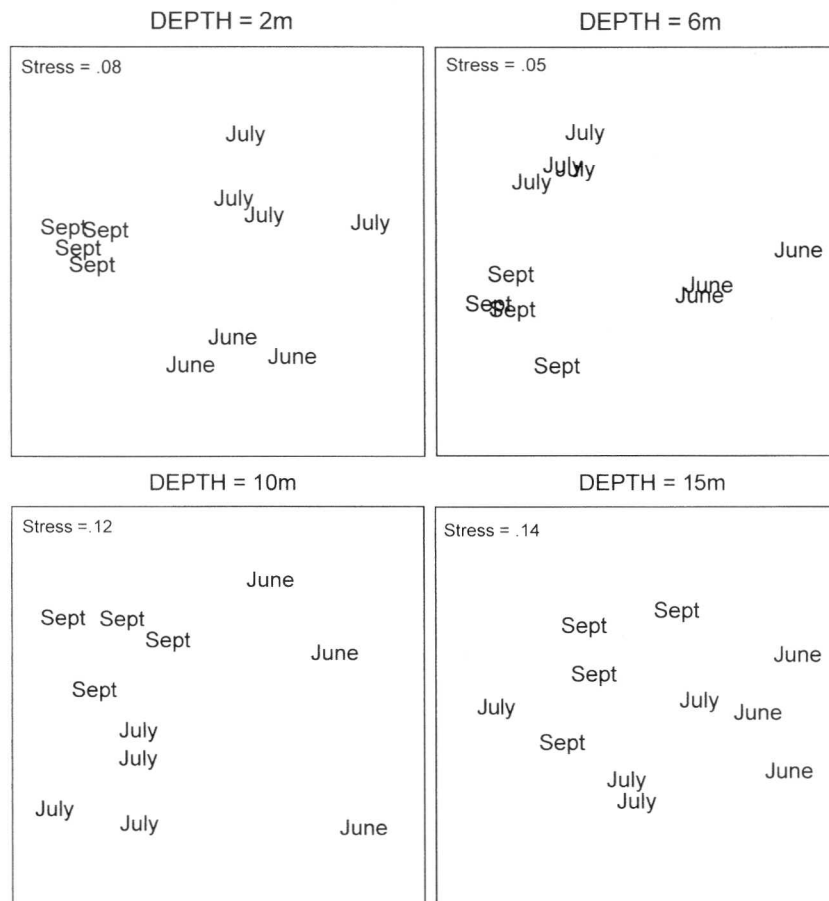 DEPTH = 2m
Stress = .08
July
July
July
July
Sept
Sept
Sept
Sept
June
June
June
DEPTH = 6m
Stress = .05
July
July
July
July
June
Sept
June
June
Sept
Sept
Sept
DEPTH = 10m
Stress =.12
June
Sept
Sept
Sept
June
Sept
July
July
July
July
June
DEPTH = 15m
Stress = .14
Sept
Sept
June
Sept
July
July
June
Sept
June
July
July